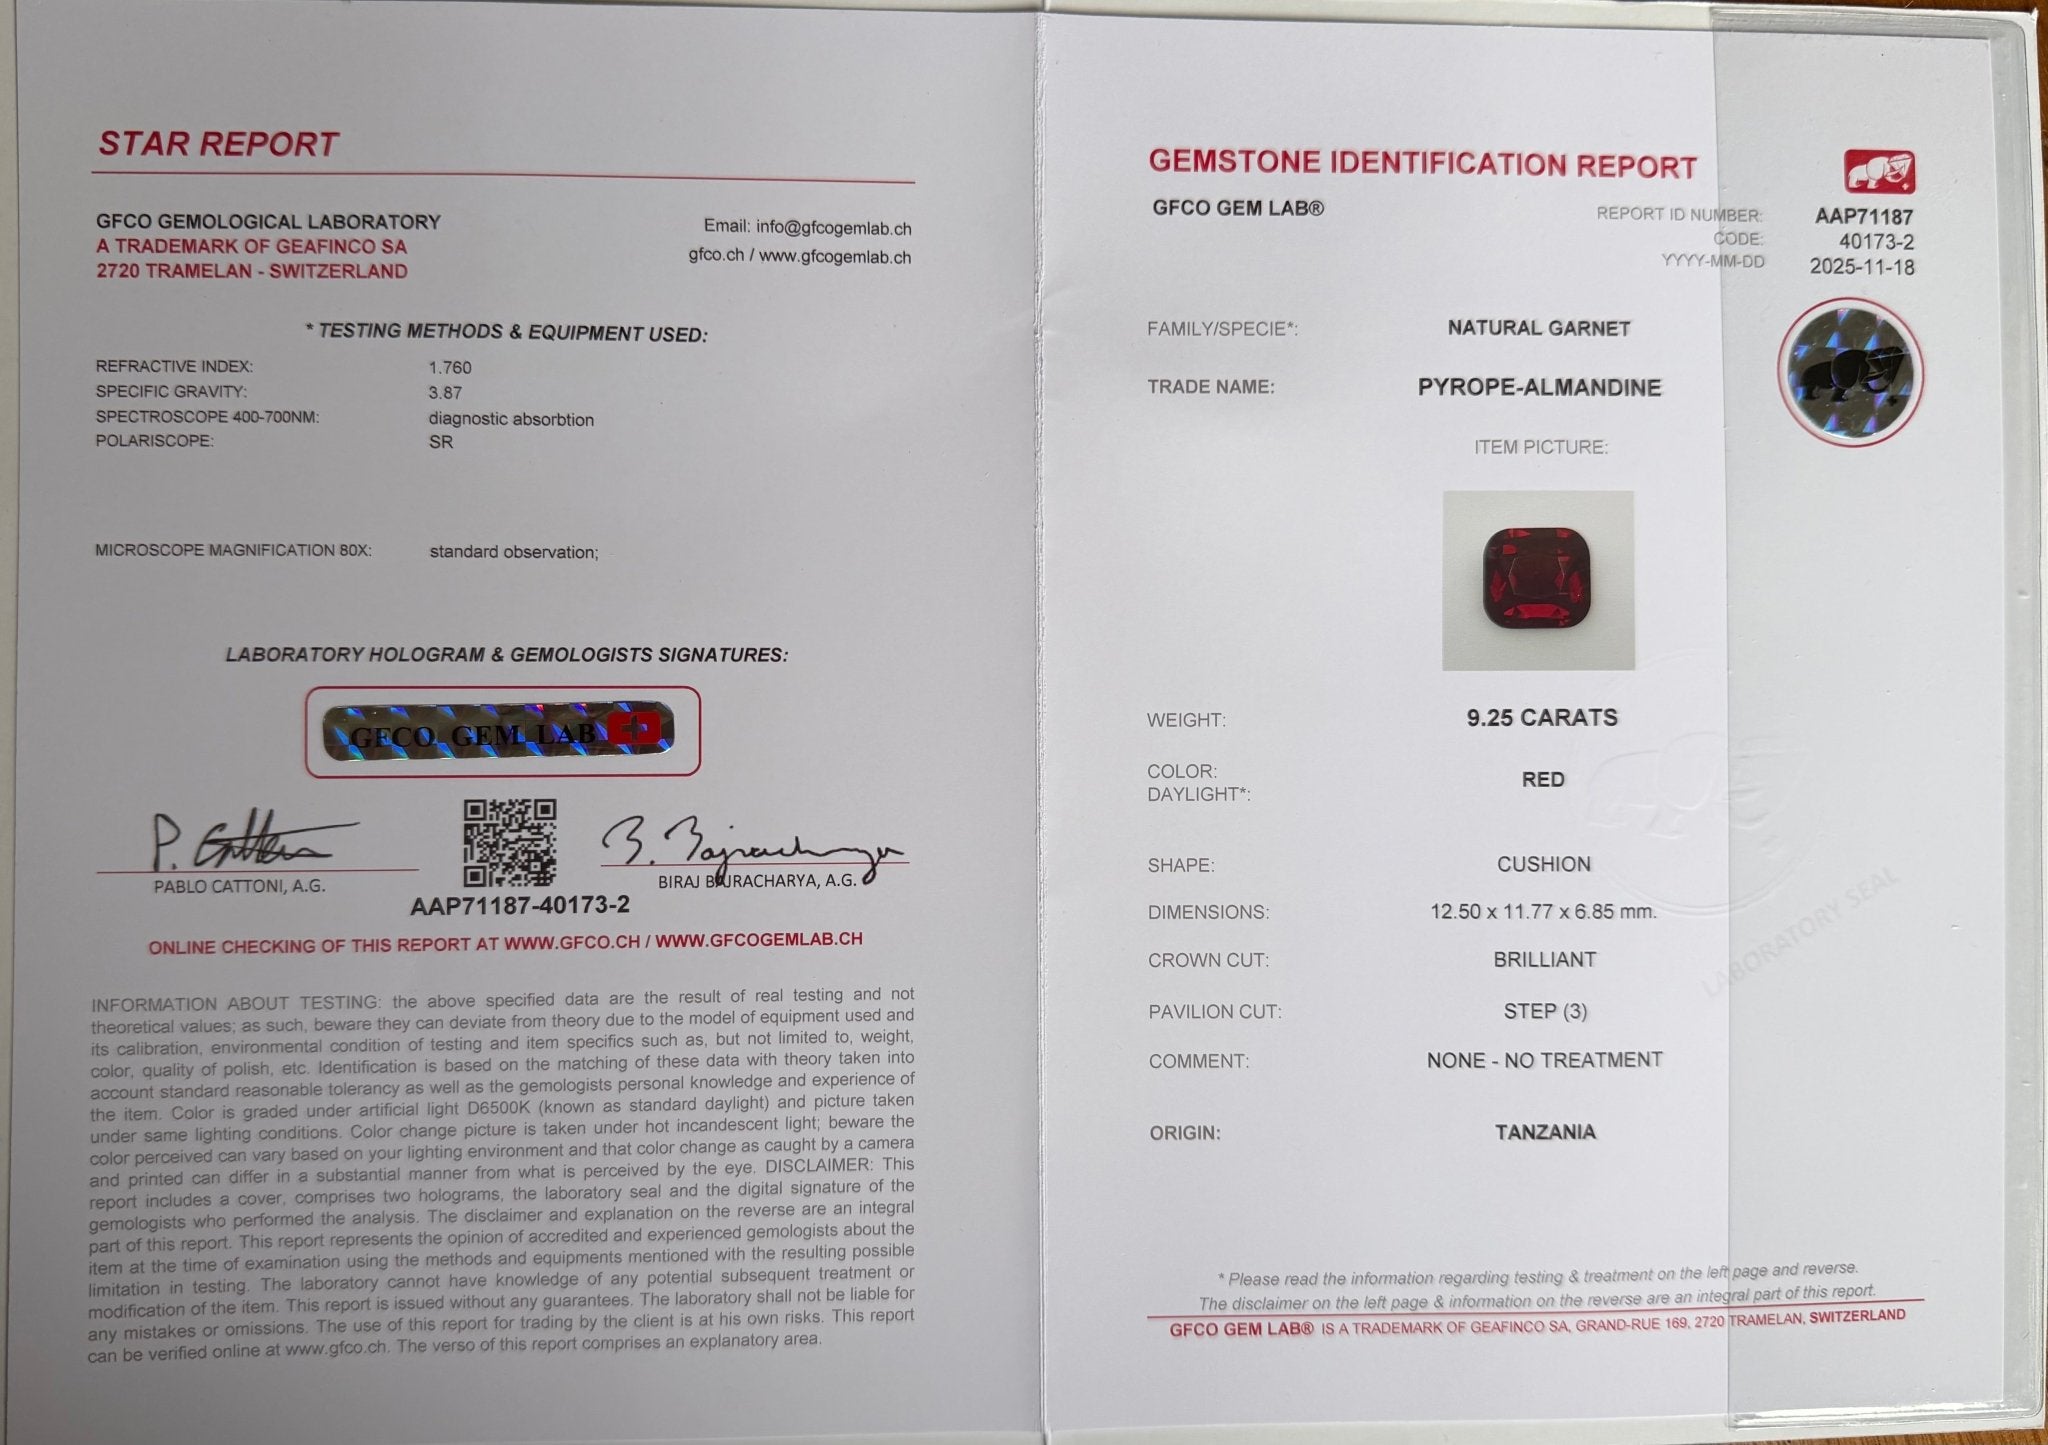 STAR REPORT
GFCO GEMOLOGICAL LABORATORY
A TRADEMARK OF GEAFINCO SA
2720 TRAMELAN - SWITZERLAND
Email: info@gfcogemlab.ch
gfco.ch / www.gfcogemlab.ch
* TESTING METHODS & EQUIPMENT USED:
REFRACTIVE INDEX: 1.760
SPECIFIC GRAVITY: 3.87
SPECTROSCOPE 400-700NM: diagnostic absorbtion
POLARISCOPE: SR
MICROSCOPE MAGNIFICATION 80X: standard observation;
LABORATORY HOLOGRAM & GEMOLOGISTS SIGNATURES:
GFCO GEM LAB
P. Cattoni
B. Bajracharya
PABLO CATTONI, A.G.
BIRAJ BAJRACHARYA, A.G.
AAP71187-40173-2
ONLINE CHECKING OF THIS REPORT AT WWW.GFCO.CH / WWW.GFCOGEMLAB.CH
INFORMATION ABOUT TESTING: the above specified data are the result of real testing and not
theoretical values; as such, beware they can deviate from theory due to the model of equipment used and
its calibration, environmental condition of testing and item specifics such as, but not limited to, weight,
color, quality of polish, etc. Identification is based on the matching of these data with theory taken into
account standard reasonable tolerancy as well as the gemologists personal knowledge and experience of
the item. Color is graded under artificial light D6500K (known as standard daylight) and picture taken
under same lighting conditions. Color change picture is taken under hot incandescent light; beware the
color perceived can vary based on your lighting environment and that color change as caught by a camera
and printed can differ in a substantial manner from what is perceived by the eye. DISCLAIMER: This
report includes a cover, comprises two holograms, the laboratory seal and the digital signature of the
gemologists who performed the analysis. The disclaimer and explanation on the reverse are an integral
part of this report. This report represents the opinion of accredited and experienced gemologists about the
item at the time of examination using the methods and equipments mentioned with the resulting possible
limitation in testing. The laboratory cannot have knowledge of any potential subsequent treatment or
modification of the item. This report is issued without any guarantees. The laboratory shall not be liable for
any mistakes or omissions. The use of this report for trading by the client is at his own risks. This report
can be verified online at www.gfco.ch. The verso of this report comprises an explanatory area.
GEMSTONE IDENTIFICATION REPORT
GFCO GEM LAB®
REPORT ID NUMBER: AAP71187
CODE: 40173-2
YYYY-MM-DD 2025-11-18
FAMILY/SPECIE*: NATURAL GARNET
TRADE NAME: PYROPE-ALMANDINE
ITEM PICTURE:
WEIGHT: 9.25 CARATS
COLOR:
DAYLIGHT*: RED
SHAPE: CUSHION
DIMENSIONS: 12.50 x 11.77 x 6.85 mm.
CROWN CUT: BRILLIANT
PAVILION CUT: STEP (3)
COMMENT: NONE - NO TREATMENT
ORIGIN: TANZANIA
LABORATORY SEAL
* Please read the information regarding testing & treatment on the left page and reverse.
The disclaimer on the left page & information on the reverse are an integral part of this report.
GFCO GEM LAB® IS A TRADEMARK OF GEAFINCO SA, GRAND-RUE 169, 2720 TRAMELAN, SWITZERLAND